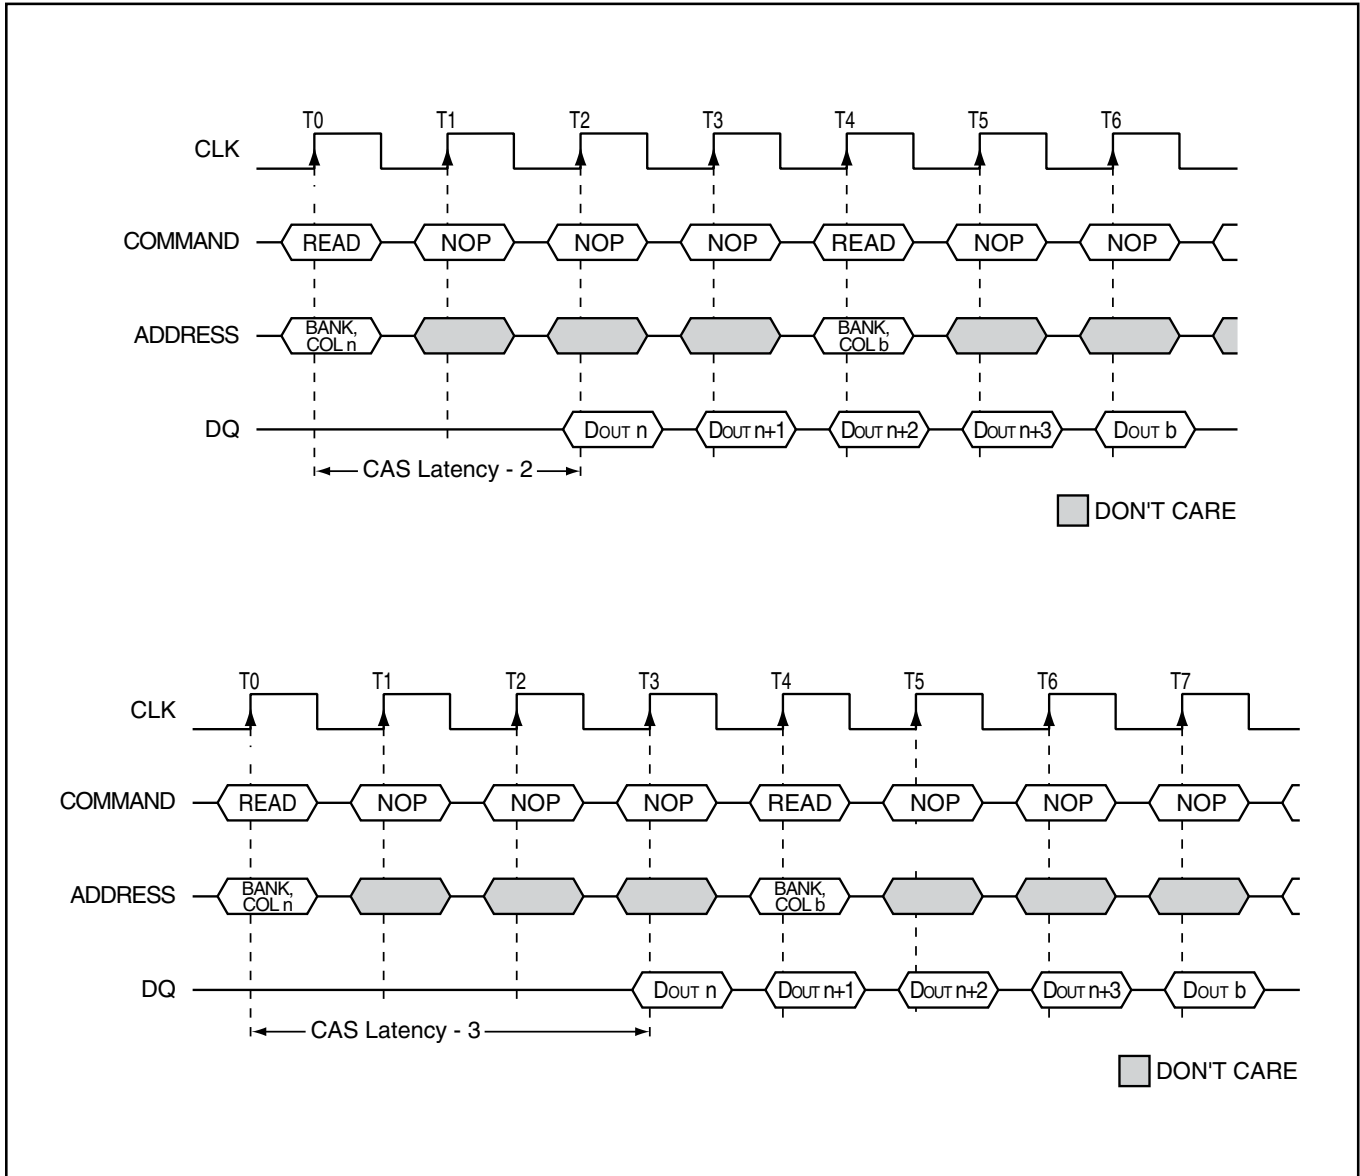 T0 T1 T2 T3 T4 T5 T6
CLK
COMMAND READ NOP NOP NOP READ NOP NOP
ADDRESS BANK, COL n BANK, COL b
DQ DOUT n DOUT n+1 DOUT n+2 DOUT n+3 DOUT b
CAS Latency - 2
DON'T CARE
T0 T1 T2 T3 T4 T5 T6 T7
CLK
COMMAND READ NOP NOP NOP READ NOP NOP NOP
ADDRESS BANK, COL n BANK, COL b
DQ DOUT n DOUT n+1 DOUT n+2 DOUT n+3 DOUT b
CAS Latency - 3
DON'T CARE